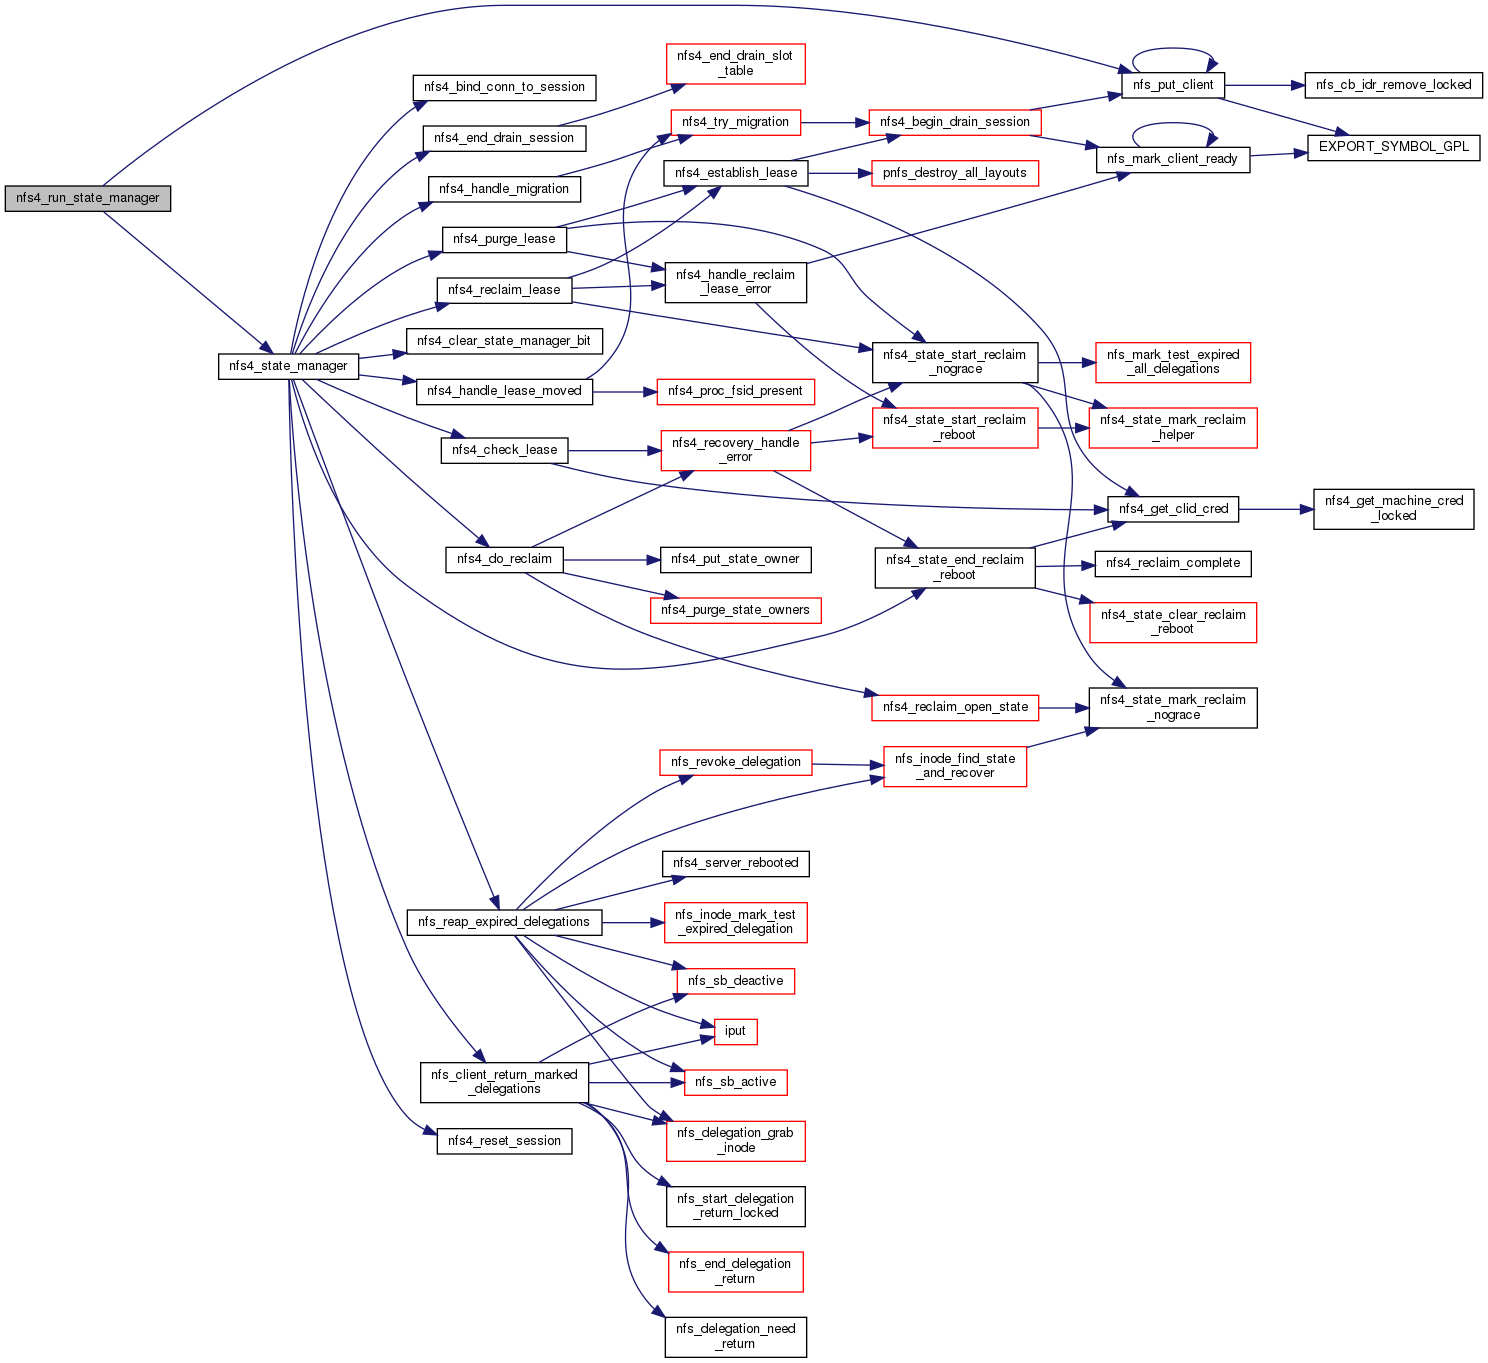 nfs4_run_state_manager
nfs4_state_manager
nfs4_bind_conn_to_session
nfs4_end_drain_session
nfs4_handle_migration
nfs4_purge_lease
nfs4_reclaim_lease
nfs4_clear_state_manager_bit
nfs4_handle_lease_moved
nfs4_check_lease
nfs4_do_reclaim
nfs_reap_expired_delegations
nfs_client_return_marked
_delegations
nfs4_reset_session
nfs4_end_drain_slot
_table
nfs4_try_migration
nfs4_establish_lease
nfs4_handle_reclaim
_lease_error
nfs4_proc_fsid_present
nfs4_recovery_handle
_error
nfs4_put_state_owner
nfs4_purge_state_owners
nfs_revoke_delegation
nfs4_server_rebooted
nfs_inode_mark_test
_expired_delegation
nfs_sb_deactive
iput
nfs_sb_active
nfs_delegation_grab
_inode
nfs_start_delegation
_return_locked
nfs_end_delegation
_return
nfs_delegation_need
_return
nfs4_begin_drain_session
pnfs_destroy_all_layouts
nfs4_state_start_reclaim
_nograce
nfs4_state_start_reclaim
_reboot
nfs4_state_end_reclaim
_reboot
nfs4_reclaim_open_state
nfs_inode_find_state
_and_recover
nfs_put_client
nfs_mark_client_ready
nfs_mark_test_expired
_all_delegations
nfs4_state_mark_reclaim
_helper
nfs4_get_clid_cred
nfs4_reclaim_complete
nfs4_state_clear_reclaim
_reboot
nfs4_state_mark_reclaim
_nograce
nfs_cb_idr_remove_locked
EXPORT_SYMBOL_GPL
nfs4_get_machine_cred
_locked